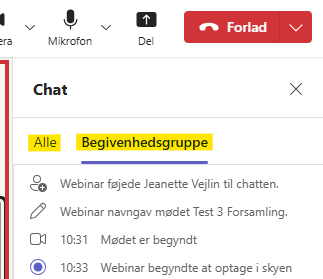 era
Mikrofon
Del
Forlad
Chat
Alle
Begivenhedsgruppe
Webinar føjede Jeanette Vejlin til chatten.
Webinar navngav mødet Test 3 Forsamling.
10:31 Mødet er begyndt
10:33 Webinar begyndte at optage i skyen